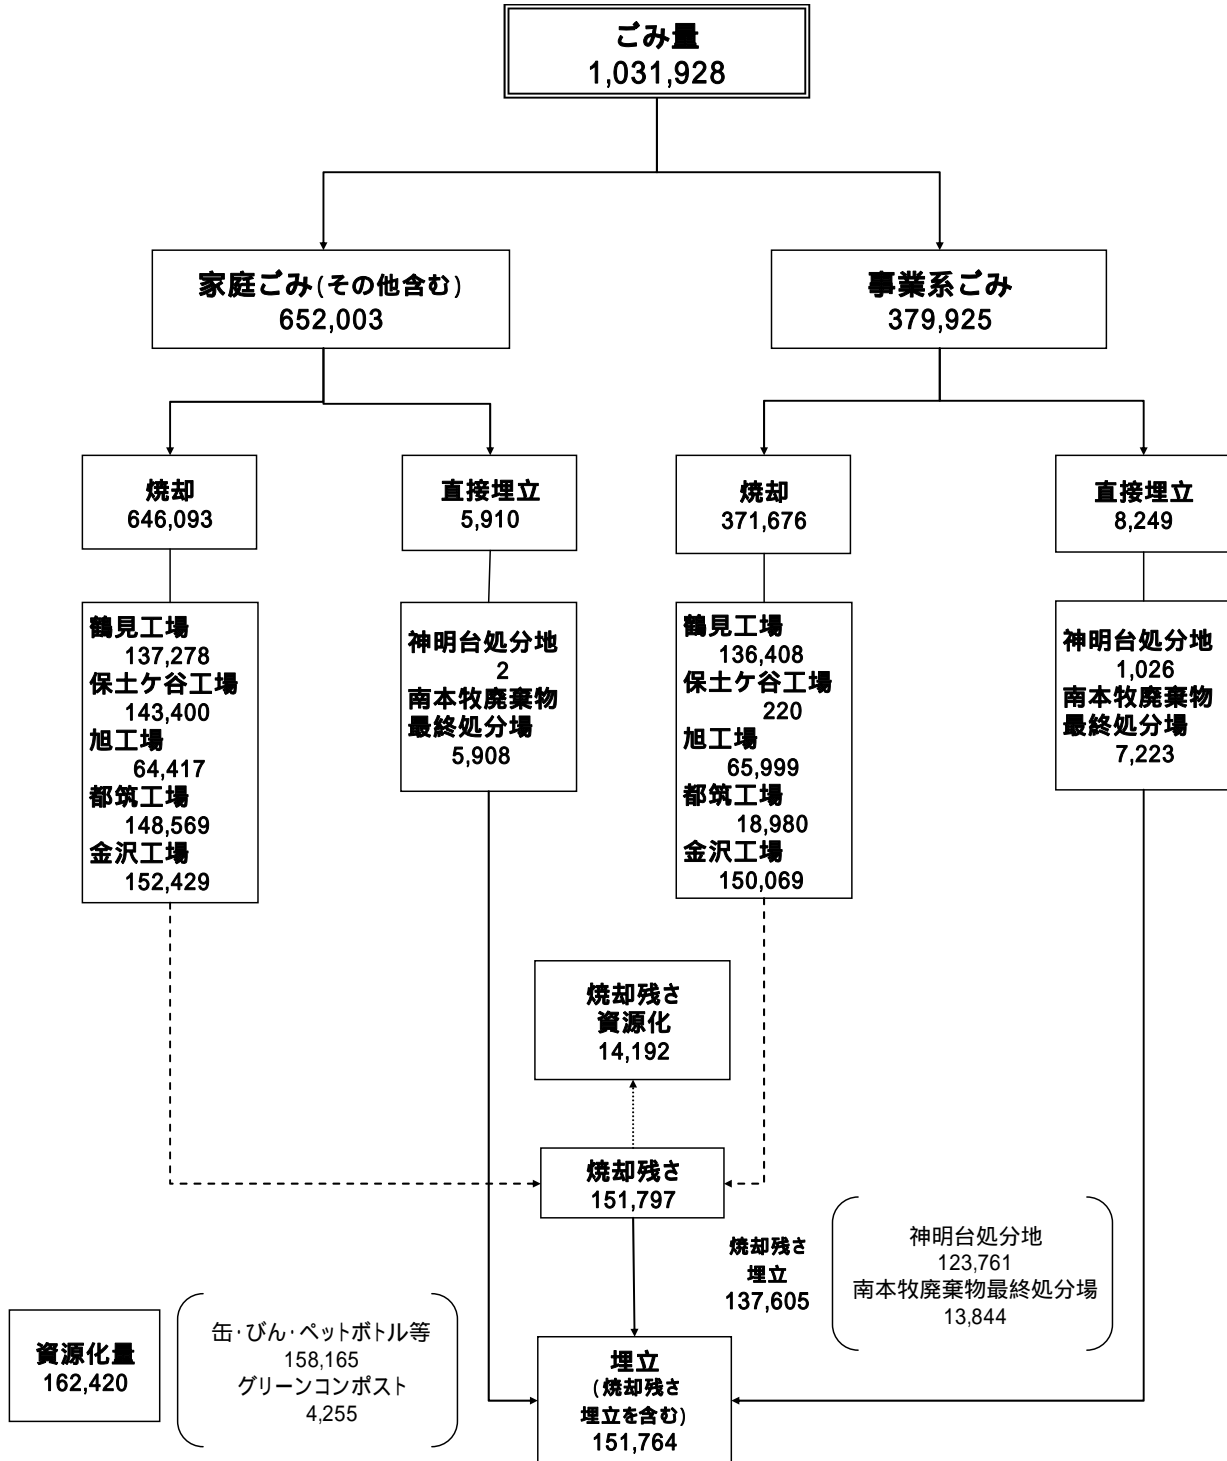 ごみ量
1,031,928
家庭ごみ(その他含む)
652,003
事業系ごみ
379,925
焼却
646,093
直接埋立
5,910
焼却
371,676
直接埋立
8,249
鶴見工場
137,278
保土ケ谷工場
143,400
旭工場
64,417
都筑工場
148,569
金沢工場
152,429
神明台処分地
2
南本牧廃棄物
最終処分場
5,908
鶴見工場
136,408
保土ケ谷工場
220
旭工場
65,999
都筑工場
18,980
金沢工場
150,069
神明台処分地
1,026
南本牧廃棄物
最終処分場
7,223
焼却残さ
資源化
14,192
焼却残さ
151,797
焼却残さ
埋立
137,605
神明台処分地
123,761
南本牧廃棄物最終処分場
13,844
資源化量
162,420
缶・びん・ペットボトル等
158,165
グリーンコンポスト
4,255
埋立
(焼却残さ
埋立を含む)
151,764